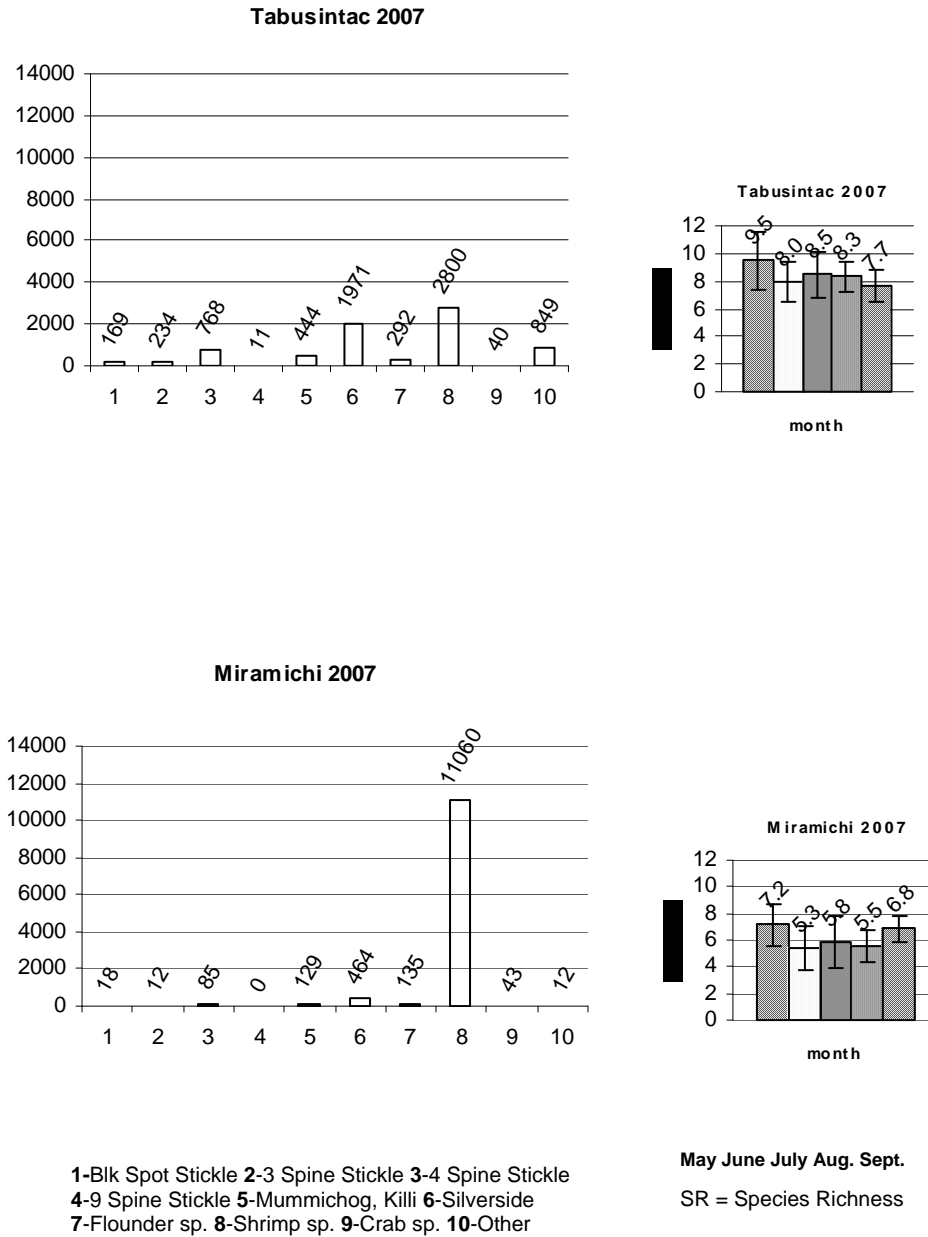 Tabusintac 2007
14000
12000
10000
8000
6000
4000
2000
0
169 234 768 11 444 1971 292 2800 40 849
1 2 3 4 5 6 7 8 9 10
Tabusintac 2007
12
10
8
6
4
2
0
9.5 8.0 8.5 8.3 7.7
month
Miramichi 2007
14000
12000
10000
8000
6000
4000
2000
0
18 12 85 0 129 464 135 11060 43 12
1 2 3 4 5 6 7 8 9 10
Miramichi 2007
12
10
8
6
4
2
0
7.2 5.3 5.8 5.5 6.8
month
1-Blk Spot Stickle 2-3 Spine Stickle 3-4 Spine Stickle
4-9 Spine Stickle 5-Mummichog, Killi 6-Silverside
7-Flounder sp. 8-Shrimp sp. 9-Crab sp. 10-Other
May June July Aug. Sept.
SR = Species Richness